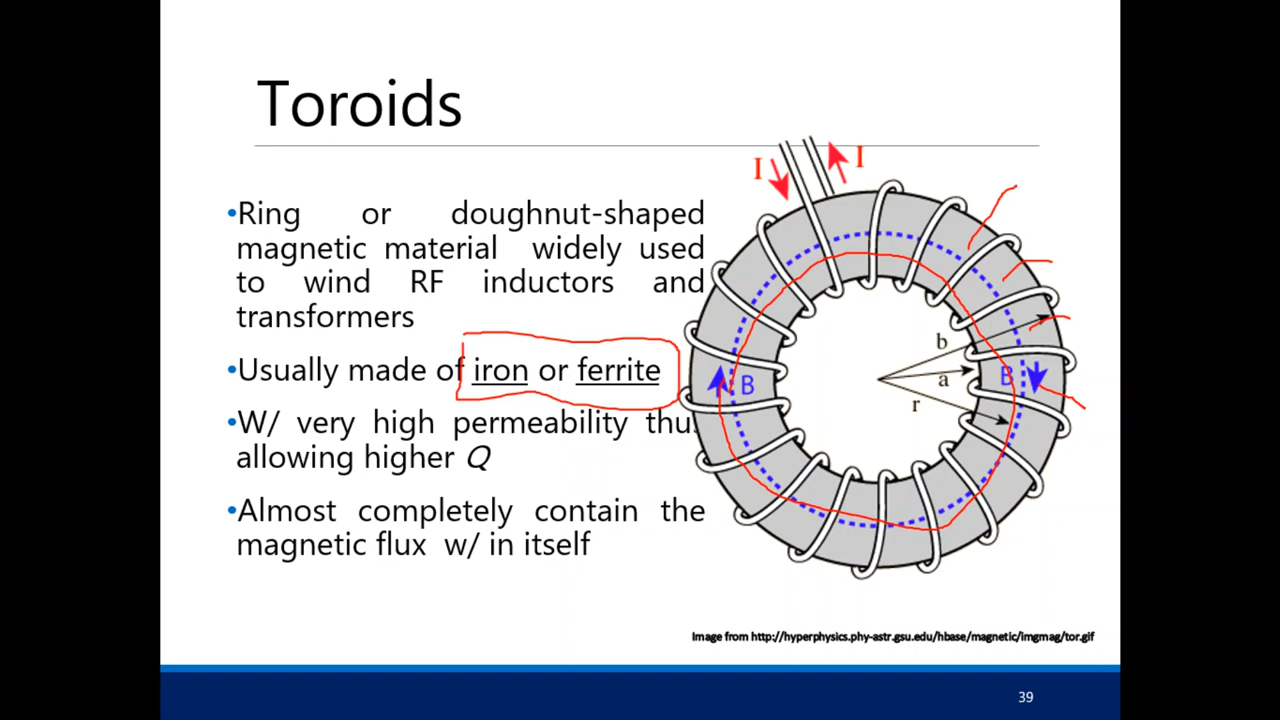 Toroids
I
I
•Ring or doughnut-shaped
magnetic material widely used
to wind RF inductors and
transformers
•Usually made of iron or ferrite
•W/ very high permeability thus
allowing higher Q
•Almost completely contain the
magnetic flux w/ in itself
b
a
r
B
B
Image from http://hyperphysics.phy-astr.gsu.edu/hbase/magnetic/imgmag/tor.gif
39